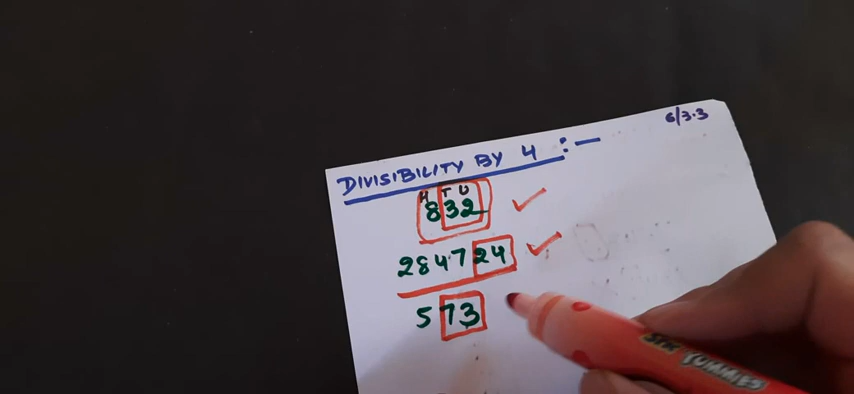 6/3.3
DIVISIBILITY BY 4 :-
H T U
832 ✓
284724 ✓
573
YUMMIES